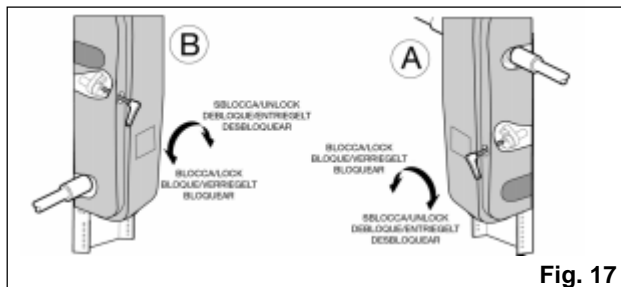 B
SBLOCCA/UNLOCK
DEBLOQUE/ENTRIEGELT
DESBLOQUEAR
BLOCCA/LOCK
BLOQUE/VERRIEGELT
BLOQUEAR
A
BLOCCA/LOCK
BLOQUE/VERRIEGELT
BLOQUEAR
SBLOCCA/UNLOCK
DEBLOQUE/ENTRIEGELT
DESBLOQUEAR
Fig. 17